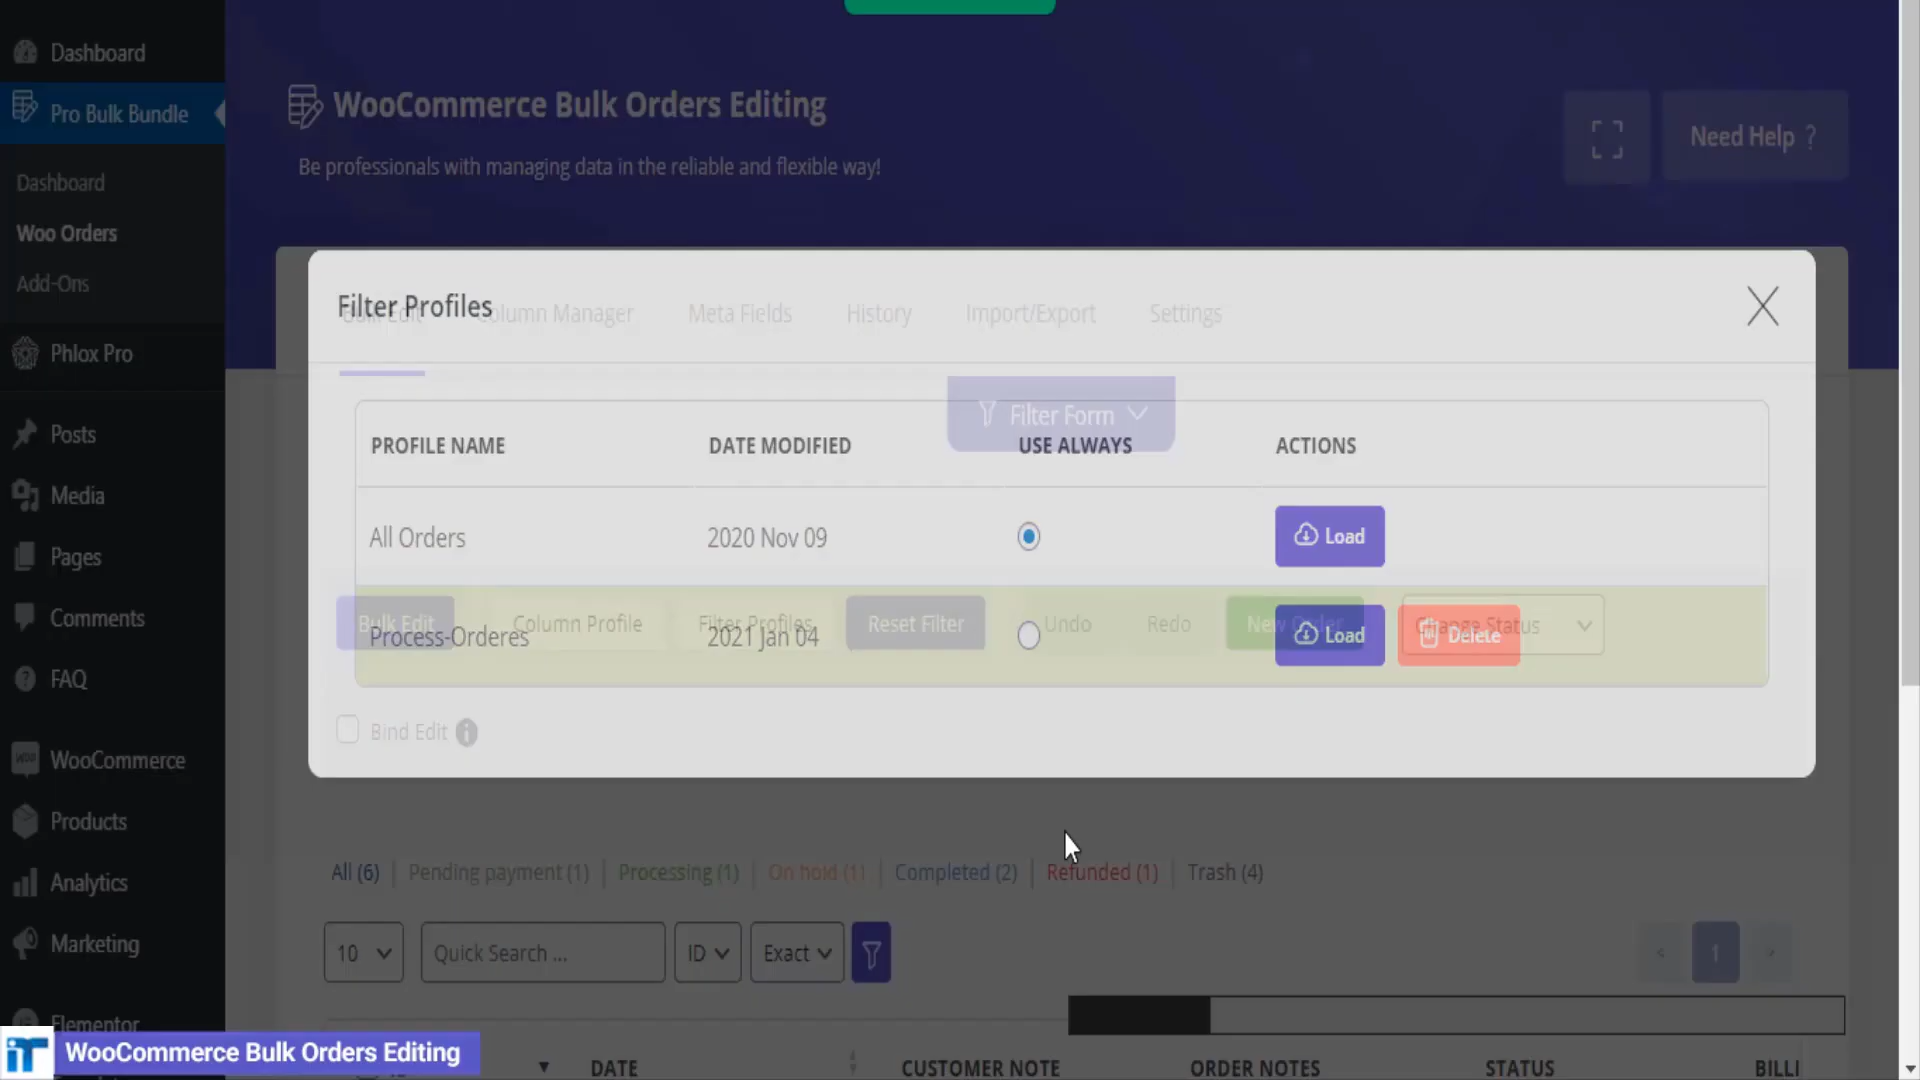 Dashboard
Pro Bulk Bundle
Dashboard
Woo Orders
Add-Ons
Phlox Pro
Posts
Media
Pages
Comments
FAQ
WooCommerce
Products
Analytics
Marketing
Elementor
WooCommerce Bulk Orders Editing
Be professionals with managing data in the reliable and flexible way!
Need Help ?
Filter Profiles
Bulk Edit Column Manager Meta Fields History Import/Export Settings
Filter Form
PROFILE NAME DATE MODIFIED USE ALWAYS ACTIONS
All Orders 2020 Nov 09 Load
Process-Orderes 2021 Jan 04 Load Delete
Bulk Edit Column Profile Filter Profiles Reset Filter Undo Redo New Order Change Status
Bind Edit
All (6) Pending payment (1) Processing (1) On hold (1) Completed (2) Refunded (1) Trash (4)
10 Quick Search ... ID Exact < 1 >
DATE CUSTOMER NOTE ORDER NOTES STATUS BILLI
iT WooCommerce Bulk Orders Editing